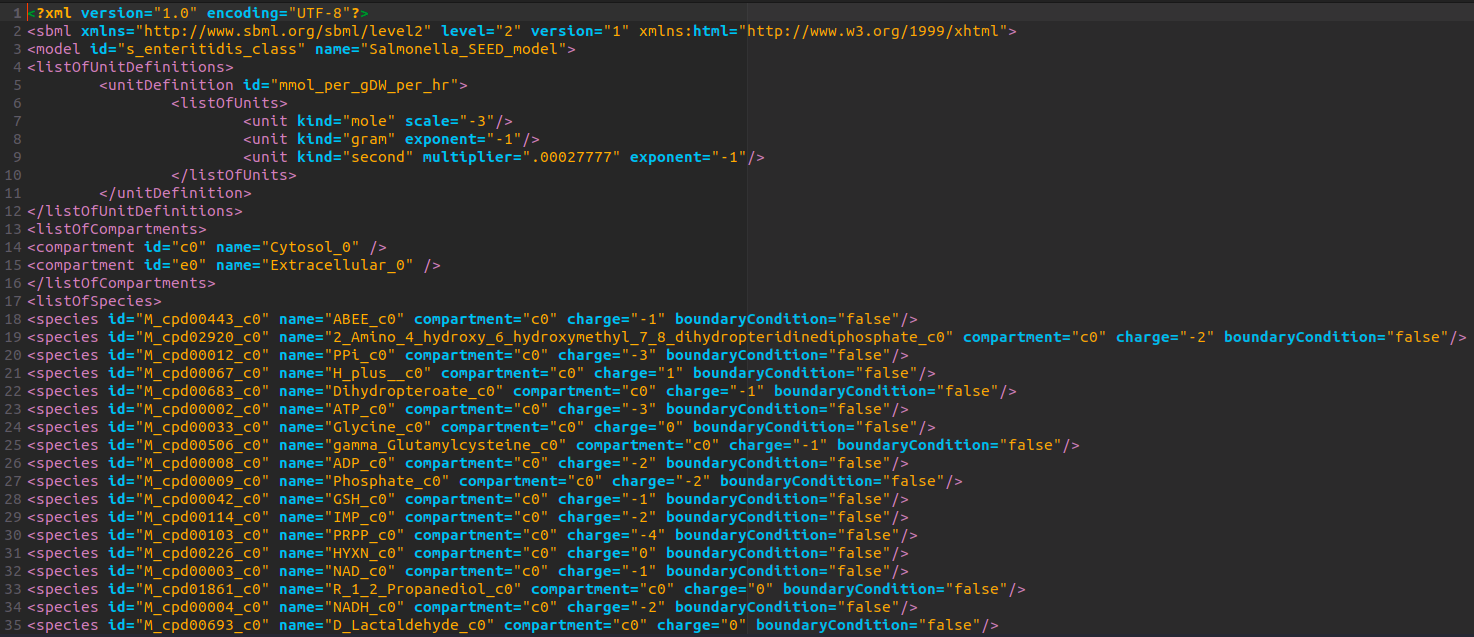 1 <?xml version="1.0" encoding="UTF-8"?>
2 <sbml xmlns="http://www.sbml.org/sbml/level2" level="2" version="1" xmlns:html="http://www.w3.org/1999/xhtml">
3 <model id="s_enteritidis_class" name="Salmonella_SEED_model">
4 <listOfUnitDefinitions>
5         <unitDefinition id="mmol_per_gDW_per_hr">
6                 <listOfUnits>
7                         <unit kind="mole" scale="-3"/>
8                         <unit kind="gram" exponent="-1"/>
9                         <unit kind="second" multiplier=".00027777" exponent="-1"/>
10                 </listOfUnits>
11         </unitDefinition>
12 </listOfUnitDefinitions>
13 <listOfCompartments>
14 <compartment id="c0" name="Cytosol_0" />
15 <compartment id="e0" name="Extracellular_0" />
16 </listOfCompartments>
17 <listOfSpecies>
18 <species id="M_cpd00443_c0" name="ABEE_c0" compartment="c0" charge="-1" boundaryCondition="false"/>
19 <species id="M_cpd02920_c0" name="2_Amino_4_hydroxy_6_hydroxymethyl_7_8_dihydropteridinediphosphate_c0" compartment="c0" charge="-2" boundaryCondition="false"/>
20 <species id="M_cpd00012_c0" name="PPi_c0" compartment="c0" charge="-3" boundaryCondition="false"/>
21 <species id="M_cpd00067_c0" name="H_plus__c0" compartment="c0" charge="1" boundaryCondition="false"/>
22 <species id="M_cpd00683_c0" name="Dihydropteroate_c0" compartment="c0" charge="-1" boundaryCondition="false"/>
23 <species id="M_cpd00002_c0" name="ATP_c0" compartment="c0" charge="-3" boundaryCondition="false"/>
24 <species id="M_cpd00033_c0" name="Glycine_c0" compartment="c0" charge="0" boundaryCondition="false"/>
25 <species id="M_cpd00506_c0" name="gamma_Glutamylcysteine_c0" compartment="c0" charge="-1" boundaryCondition="false"/>
26 <species id="M_cpd00008_c0" name="ADP_c0" compartment="c0" charge="-2" boundaryCondition="false"/>
27 <species id="M_cpd00009_c0" name="Phosphate_c0" compartment="c0" charge="-2" boundaryCondition="false"/>
28 <species id="M_cpd00042_c0" name="GSH_c0" compartment="c0" charge="-1" boundaryCondition="false"/>
29 <species id="M_cpd00114_c0" name="IMP_c0" compartment="c0" charge="-2" boundaryCondition="false"/>
30 <species id="M_cpd00103_c0" name="PRPP_c0" compartment="c0" charge="-4" boundaryCondition="false"/>
31 <species id="M_cpd00226_c0" name="HYXN_c0" compartment="c0" charge="0" boundaryCondition="false"/>
32 <species id="M_cpd00003_c0" name="NAD_c0" compartment="c0" charge="-1" boundaryCondition="false"/>
33 <species id="M_cpd01861_c0" name="R_1_2_Propanediol_c0" compartment="c0" charge="0" boundaryCondition="false"/>
34 <species id="M_cpd00004_c0" name="NADH_c0" compartment="c0" charge="-2" boundaryCondition="false"/>
35 <species id="M_cpd00693_c0" name="D_Lactaldehyde_c0" compartment="c0" charge="0" boundaryCondition="false"/>